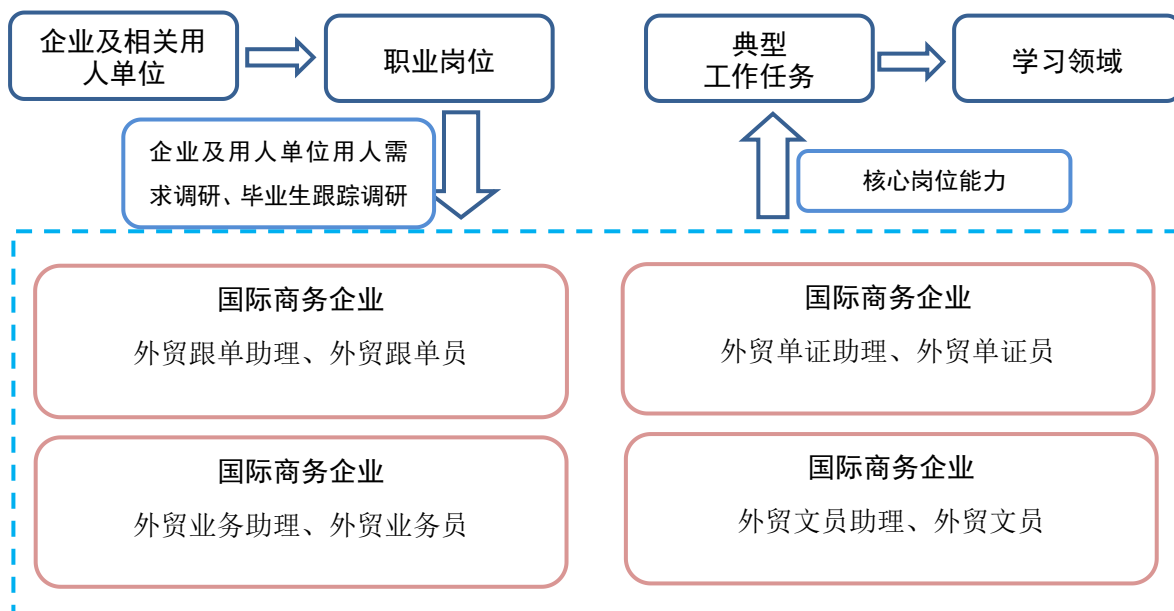 企业及相关用
人单位
职业岗位
典型
工作任务
学习领域
企业及用人单位用人需
求调研、毕业生跟踪调研
核心岗位能力
国际商务企业
外贸跟单助理、外贸跟单员
国际商务企业
外贸单证助理、外贸单证员
国际商务企业
外贸业务助理、外贸业务员
国际商务企业
外贸文员助理、外贸文员